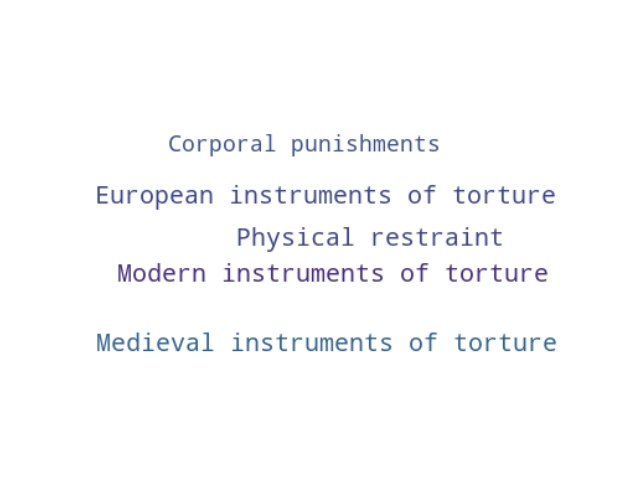 Corporal punishments
European instruments of torture
Physical restraint
Modern instruments of torture
Medieval instruments of torture